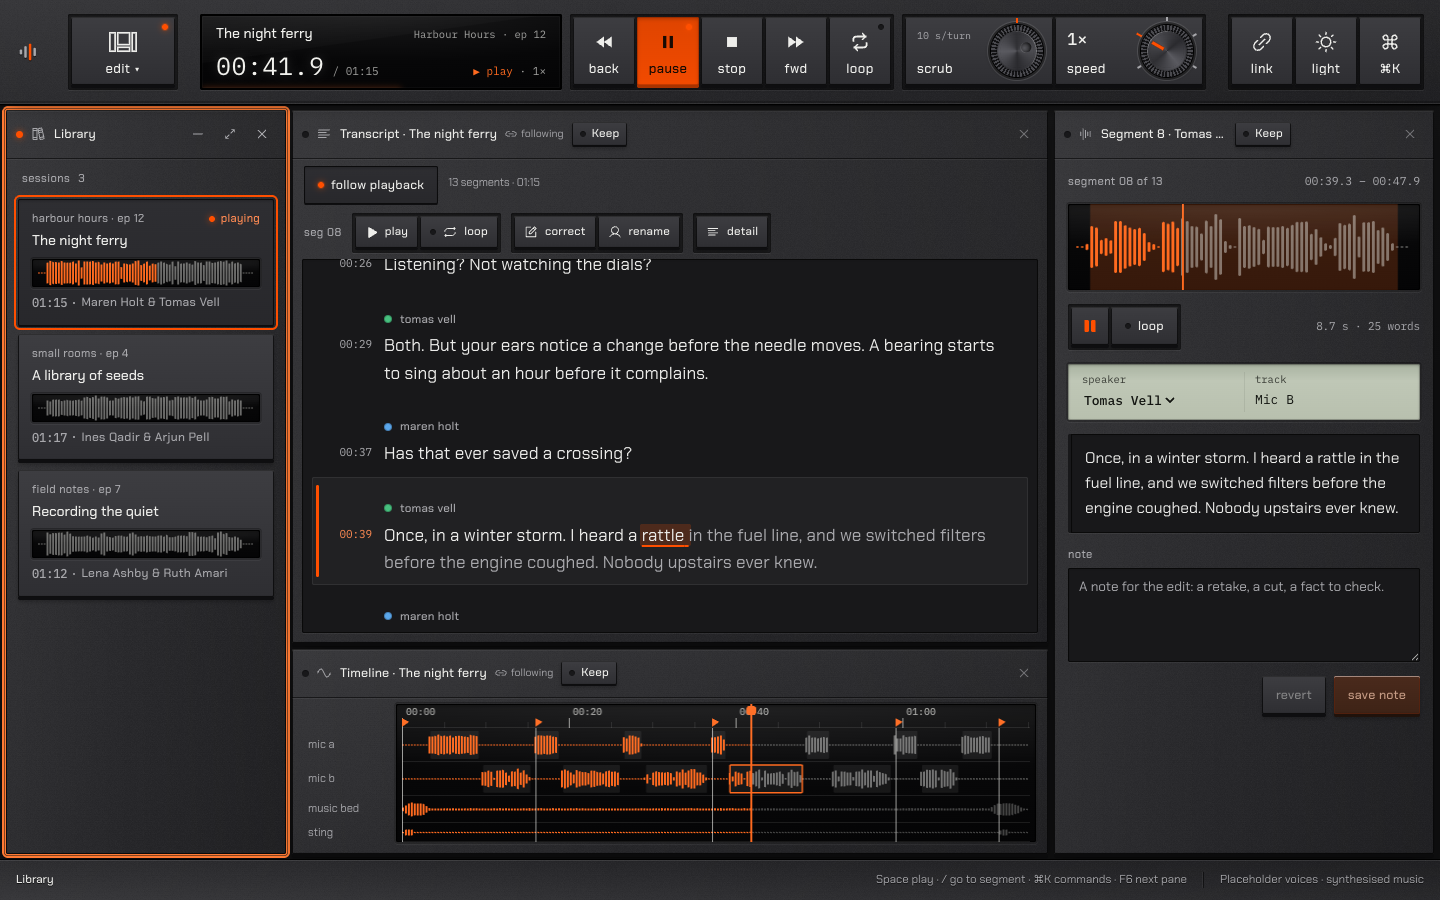 edit ▾
The night ferry
Harbour Hours · ep 12
00:41.9 / 01:15
▶ play · 1×
back
pause
stop
fwd
loop
10 s/turn
scrub
1×
speed
link
light
⌘
⌘K
Library
sessions 3
harbour hours · ep 12
playing
The night ferry
01:15 · Maren Holt & Tomas Vell
small rooms · ep 4
A library of seeds
01:17 · Ines Qadir & Arjun Pell
field notes · ep 7
Recording the quiet
01:12 · Lena Ashby & Ruth Amari
Transcript · The night ferry
following
Keep
follow playback
13 segments · 01:15
seg 08
play
loop
correct
rename
detail
00:26 Listening? Not watching the dials?
tomas vell
00:29 Both. But your ears notice a change before the needle moves. A bearing starts
to sing about an hour before it complains.
maren holt
00:37 Has that ever saved a crossing?
tomas vell
00:39 Once, in a winter storm. I heard a rattle in the fuel line, and we switched filters
before the engine coughed. Nobody upstairs ever knew.
maren holt
Timeline · The night ferry
following
Keep
00:00 00:20 00:40 01:00
mic a
mic b
music bed
sting
Segment 8 · Tomas ...
Keep
segment 08 of 13
00:39.3 – 00:47.9
loop
8.7 s · 25 words
speaker
Tomas Vell
track
Mic B
Once, in a winter storm. I heard a rattle in the
fuel line, and we switched filters before the
engine coughed. Nobody upstairs ever knew.
note
A note for the edit: a retake, a cut, a fact to check.
revert
save note
Library
Space play · / go to segment · ⌘K commands · F6 next pane
Placeholder voices · synthesised music